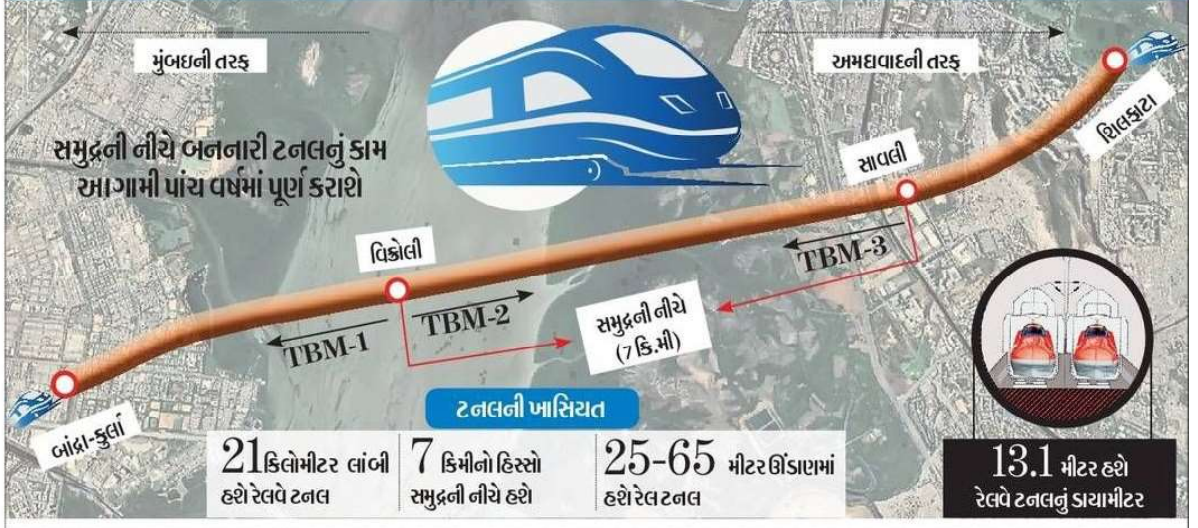 મુંબઇની તરફ
અમદાવાદની તરફ
શિલફાટા
સમુદ્રની નીચે બનનારી ટનલનું કામ
આગામી પાંચ વર્ષમાં પૂર્ણ કરાશે
સાવલી
વિક્રોલી
TBM-3
TBM-2
TBM-1
સમુદ્રની નીચે
(7 કિ.મી)
બાંદ્રા-કુર્લા
ટનલની ખાસિયત
21 કિલોમીટર લાંબી
હશે રેલવે ટનલ
7 કિમીનો હિસ્સો
સમુદ્રની નીચે હશે
25-65 મીટર ઊંડાણમાં
હશે રેલ ટનલ
13.1 મીટર હશે
રેલવે ટનલનું ડાયામીટર